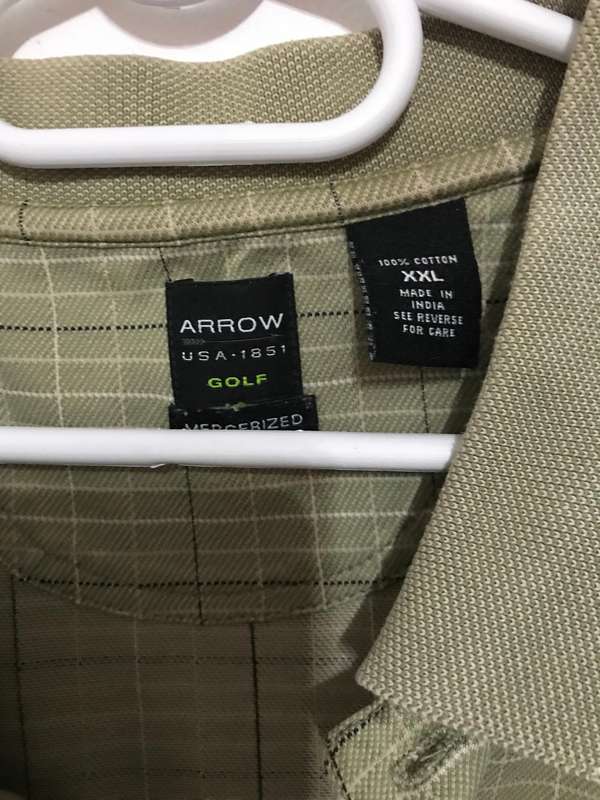 ARROW
USA-1851
GOLF
MERCERIZED
100% COTTON
XXL
MADE IN
INDIA
SEE REVERSE
FOR CARE